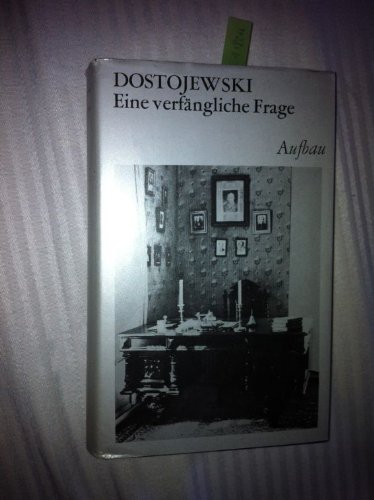 DOSTOJEWSKI
Eine verfängliche Frage
Aufbau